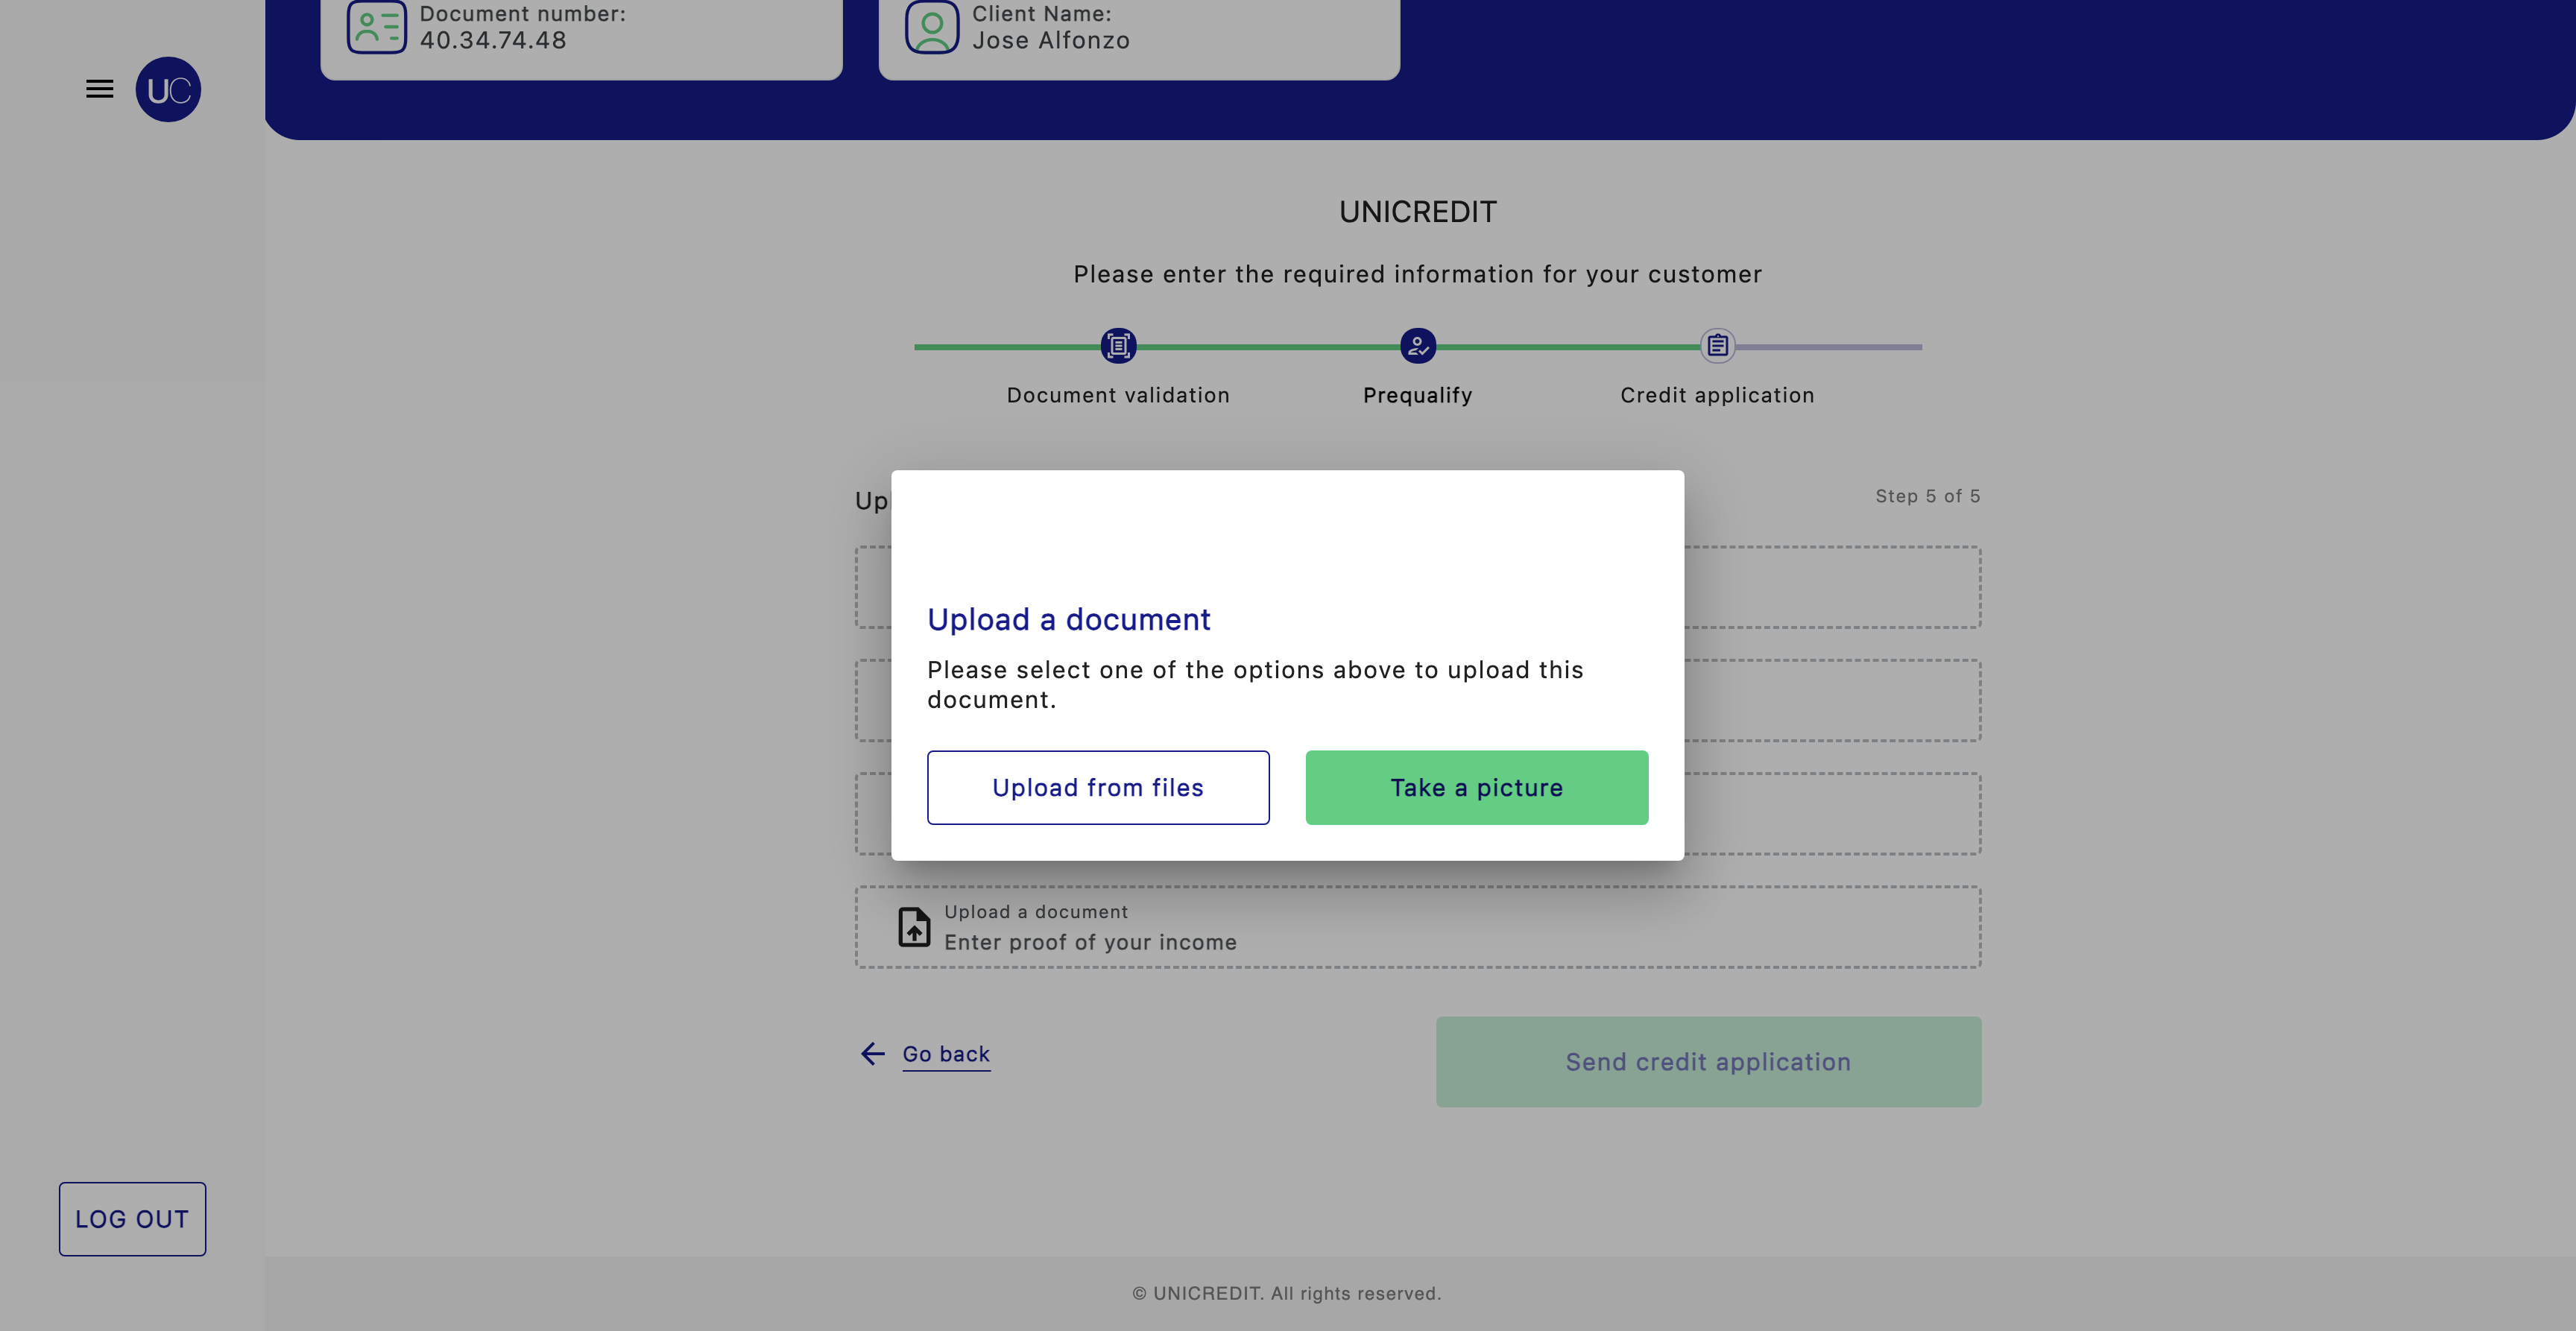 Document number:
40.34.74.48
Client Name:
Jose Alfonzo
UC
UNICREDIT
Please enter the required information for your customer
Document validation
Prequalify
Credit application
Step 5 of 5
Upload a document
Please select one of the options above to upload this
document.
Upload from files
Take a picture
Upload a document
Enter proof of your income
Go back
Send credit application
LOG OUT
© UNICREDIT. All rights reserved.